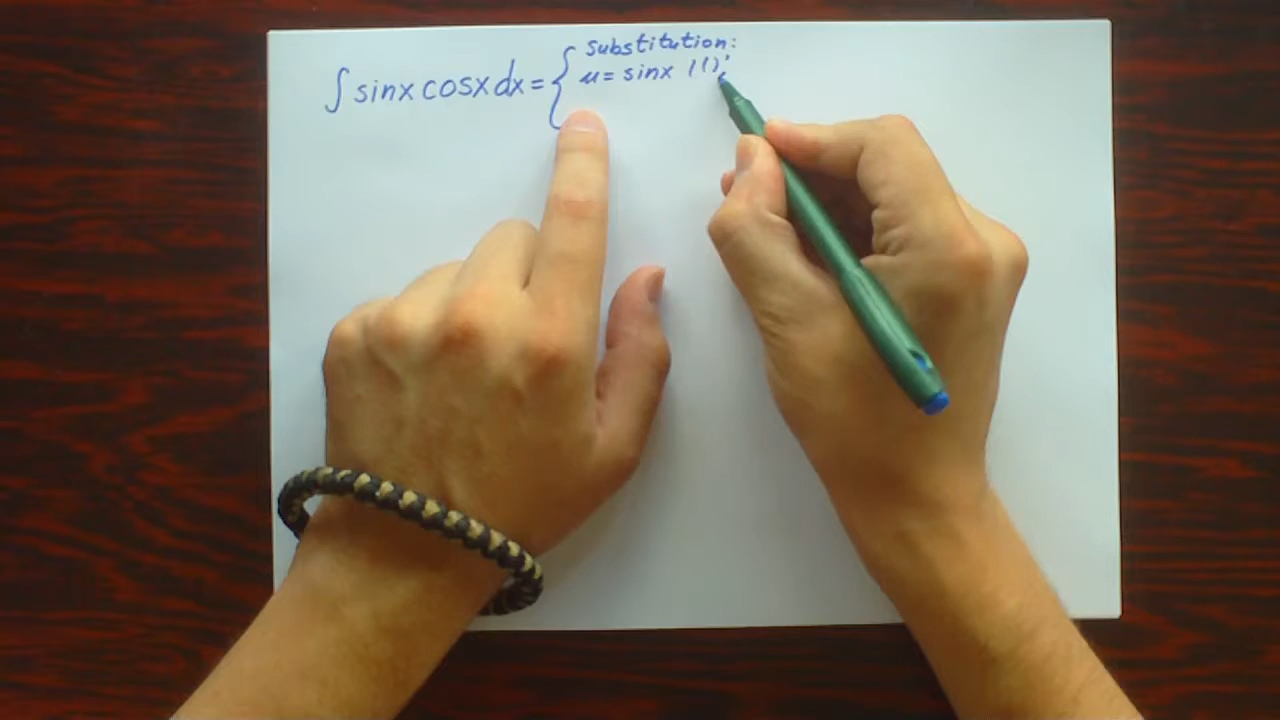 ∫ sinx cosx dx = {
Substitution:
u = sinx (1);